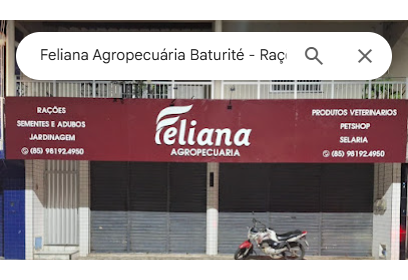 Feliana Agropecuária Baturité - Raço
RAÇÕES
SEMENTES E ADUBOS
JARDINAGEM
(85) 98192.4950
Feliana
AGROPECUARIA
PRODUTOS VETERINARIOS
PETSHOP
SELARIA
(85) 98192.4950